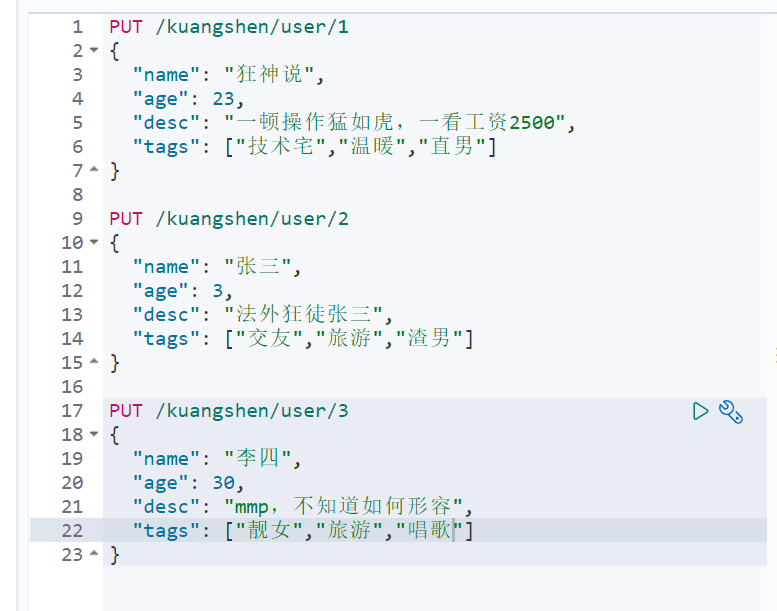 1 PUT /kuangshen/user/1
2 {
3 "name": "狂神说",
4 "age": 23,
5 "desc": "一顿操作猛如虎，一看工资2500",
6 "tags": ["技术宅","温暖","直男"]
7 }
8
9 PUT /kuangshen/user/2
10 {
11 "name": "张三",
12 "age": 3,
13 "desc": "法外狂徒张三",
14 "tags": ["交友","旅游","渣男"]
15 }
16
17 PUT /kuangshen/user/3
18 {
19 "name": "李四",
20 "age": 30,
21 "desc": "mmp，不知道如何形容",
22 "tags": ["靓女","旅游","唱歌"]
23 }